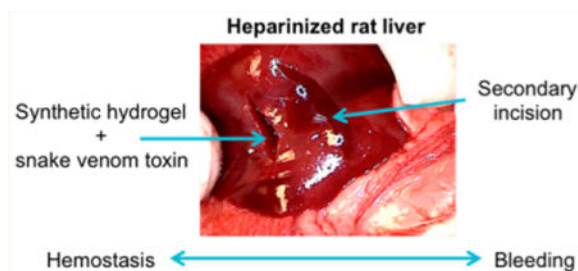 Heparinized rat liver
Synthetic hydrogel
+
snake venom toxin
Secondary
incision
Hemostasis
Bleeding